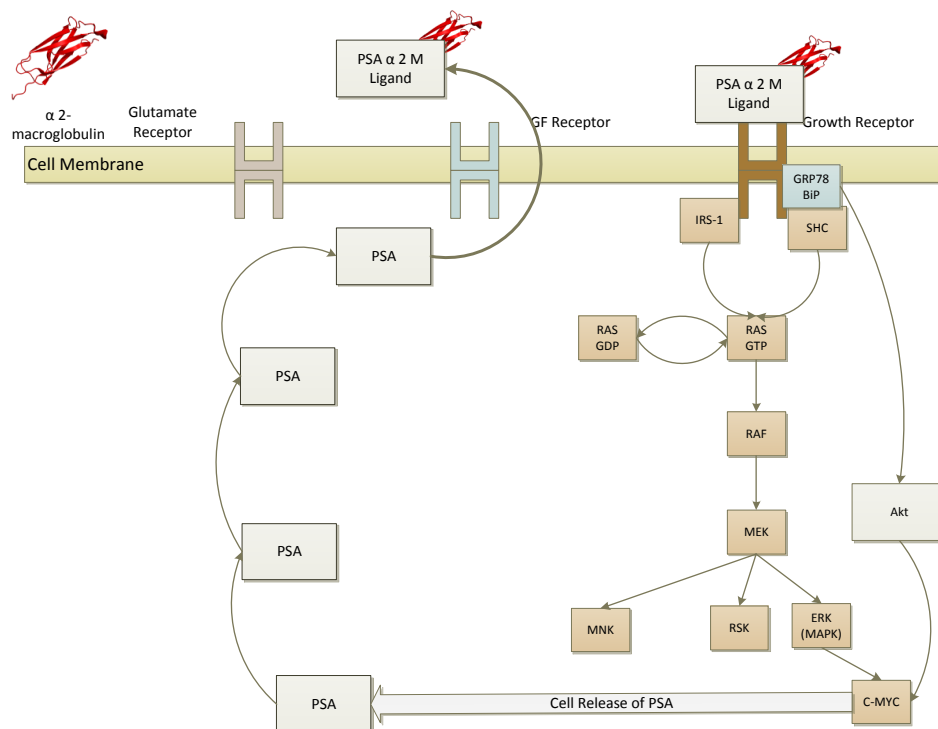 PSA α 2 M
Ligand
PSA α 2 M
Ligand
α 2-
macroglobulin
Glutamate
Receptor
GF Receptor
Growth Receptor
Cell Membrane
GRP78
BiP
IRS-1
SHC
PSA
RAS
GDP
RAS
GTP
PSA
RAF
Akt
MEK
PSA
MNK
RSK
ERK
(MAPK)
PSA
Cell Release of PSA
C-MYC